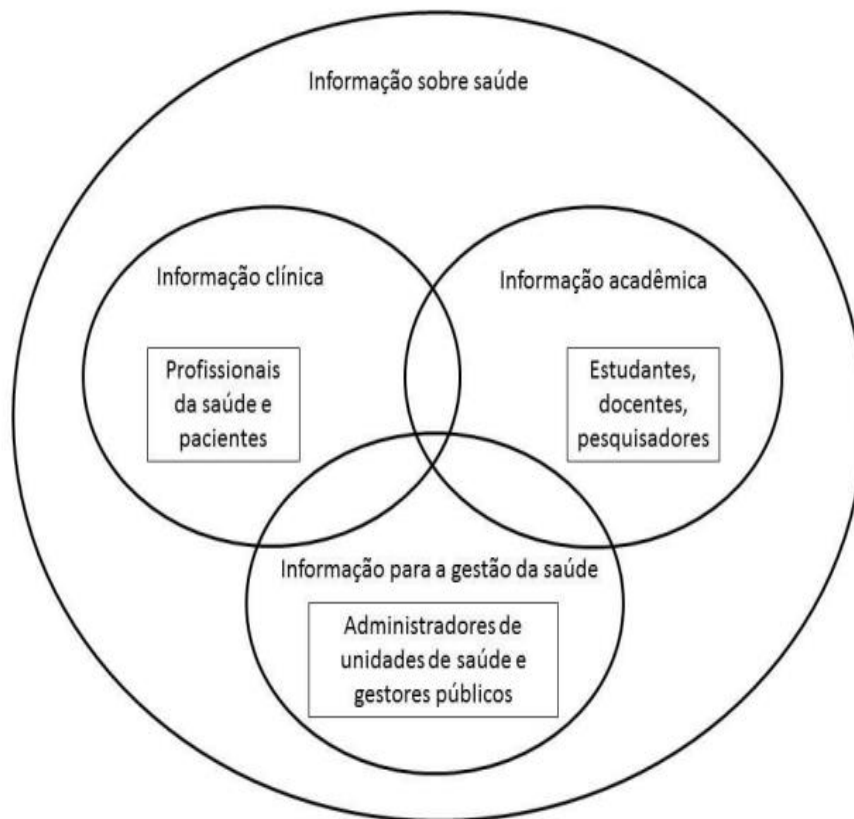 Informação sobre saúde
Informação clínica
Profissionais
da saúde e
pacientes
Informação acadêmica
Estudantes,
docentes,
pesquisadores
Informação para a gestão da saúde
Administradores de
unidades de saúde e
gestores públicos